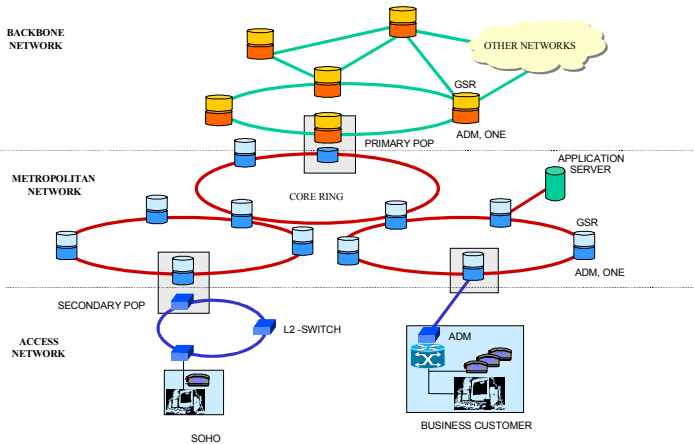 BACKBONE
NETWORK
OTHER NETWORKS
GSR
ADM, ONE
PRIMARY POP
APPLICATION
SERVER
METROPOLITAN
NETWORK
CORE RING
GSR
ADM, ONE
SECONDARY POP
L2 -SWITCH
ADM
ACCESS
NETWORK
BUSINESS CUSTOMER
SOHO